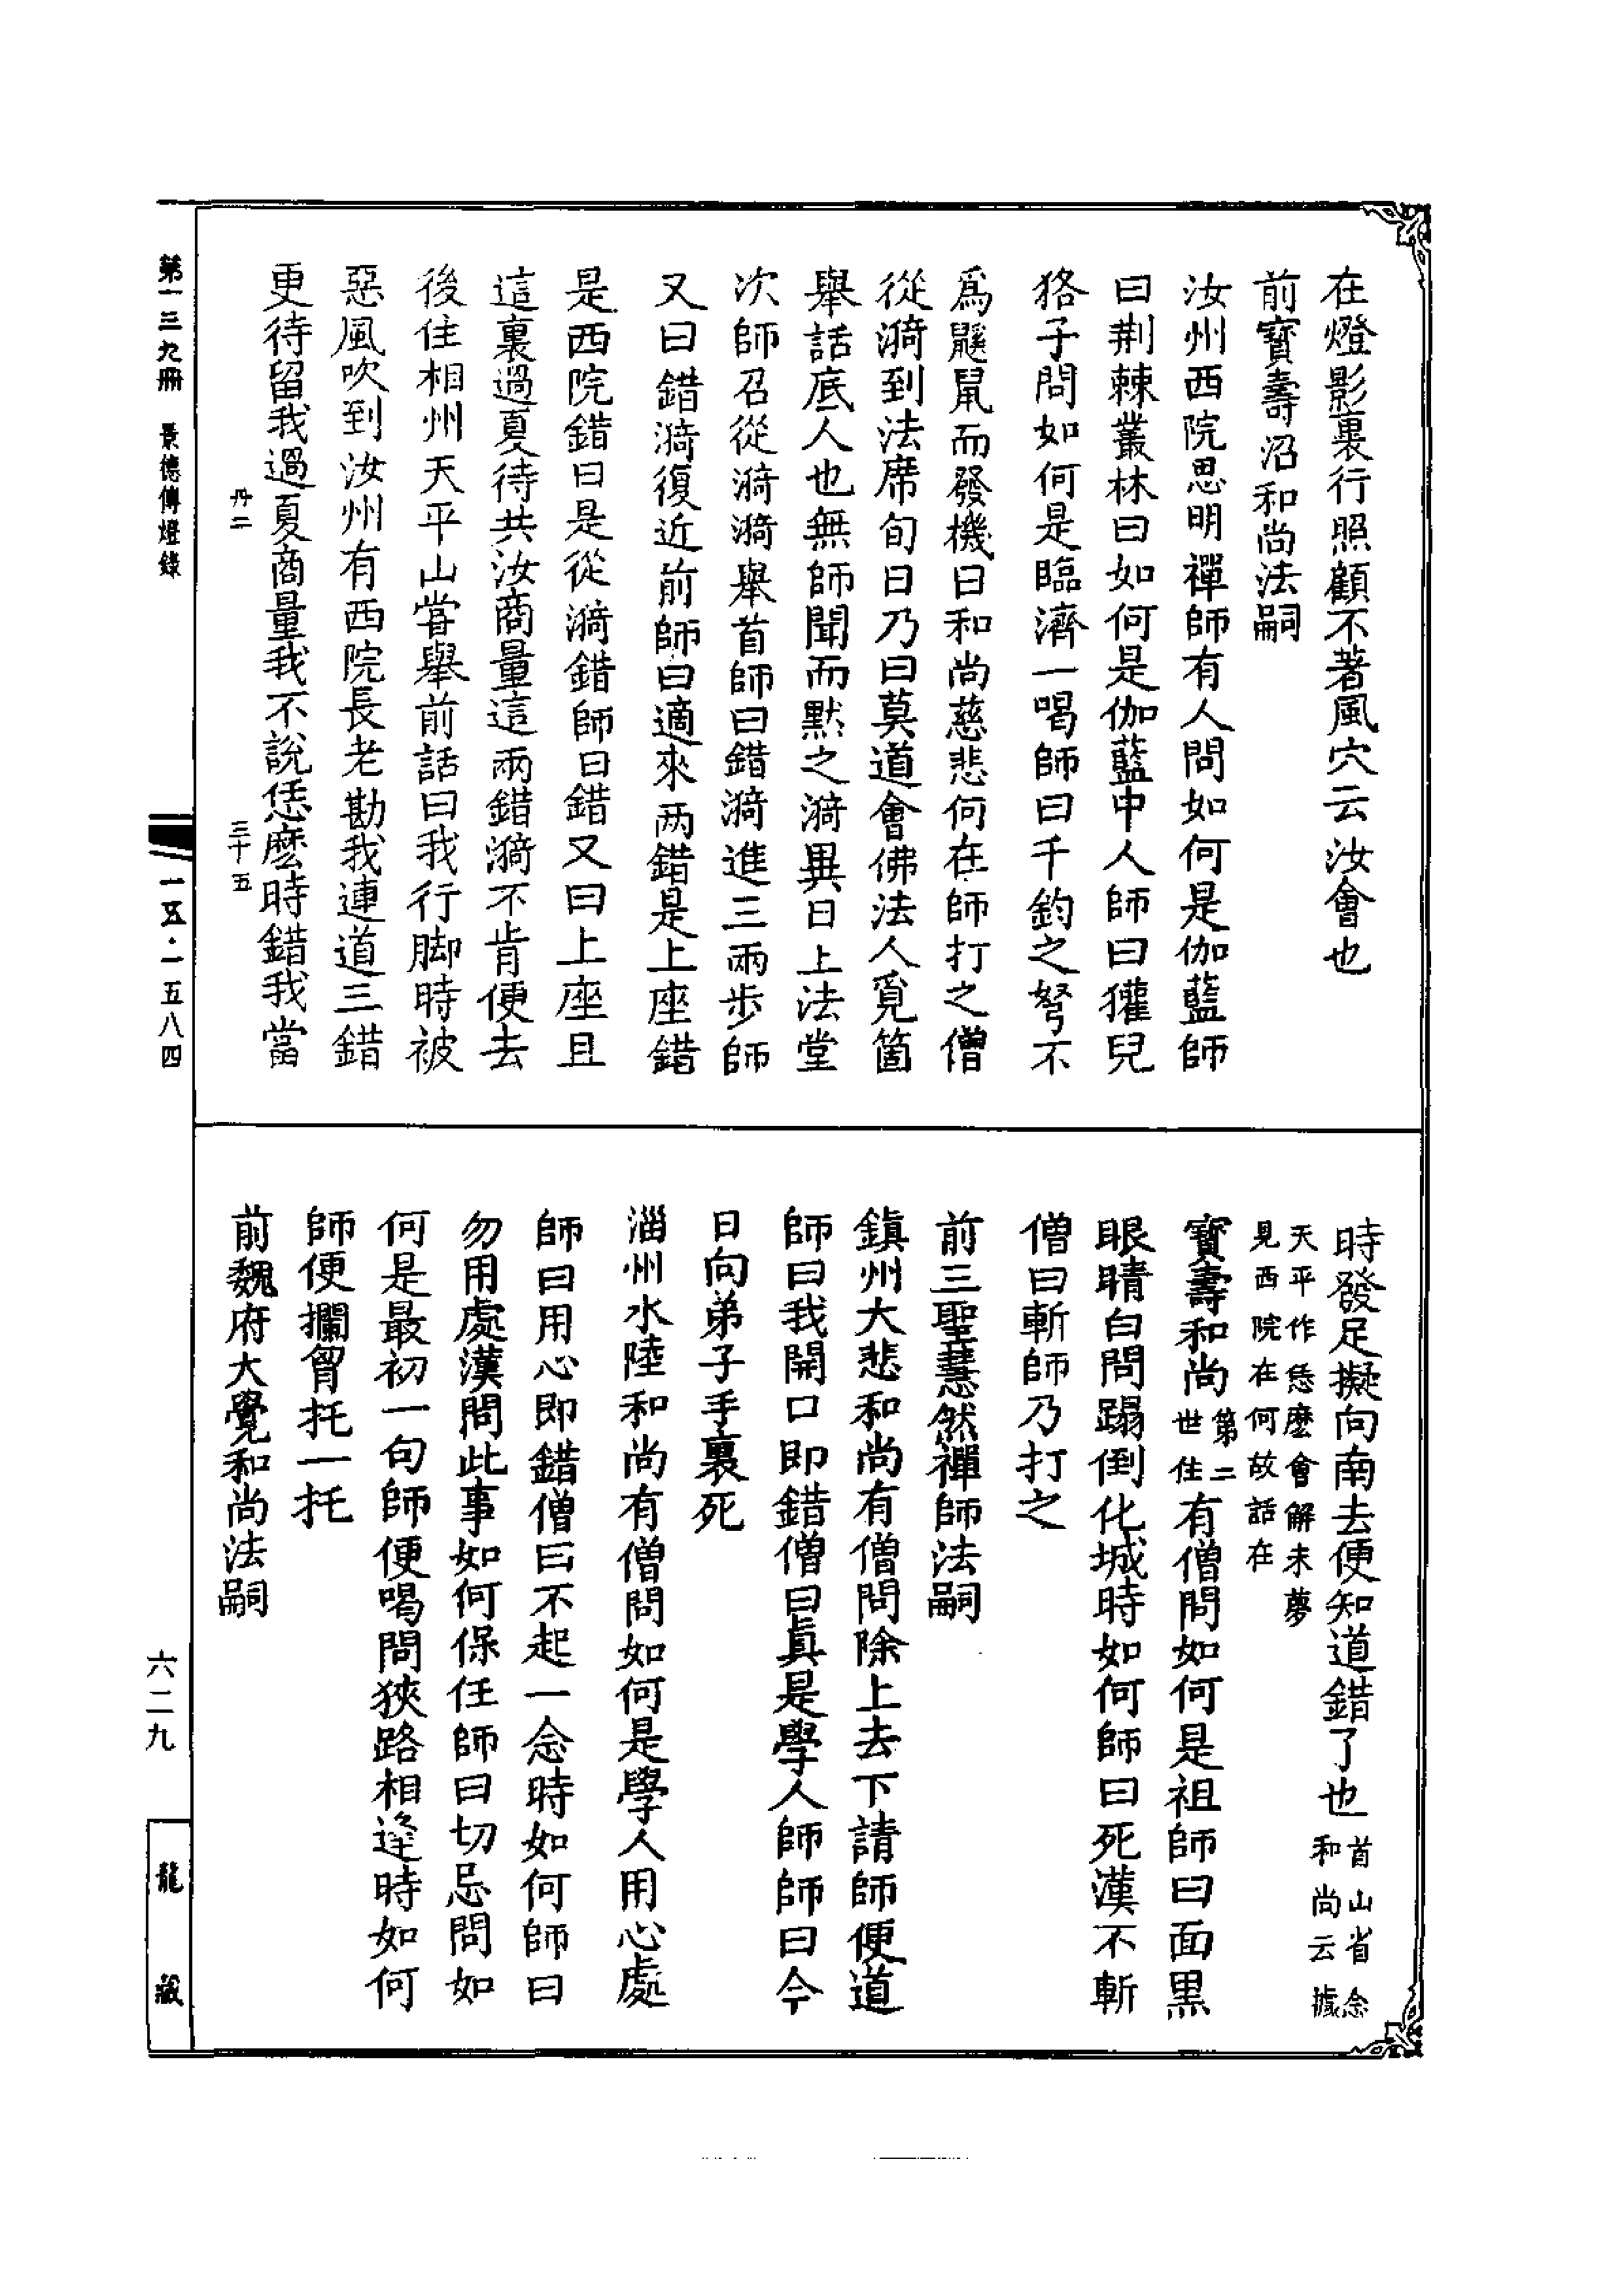 在燈影裏行照顧不著風穴云汝會也
前寶壽沼和尚法嗣
汝州西院思明禪師有人問如何是伽藍師
曰荆棘叢林曰如何是伽藍中人師曰獾兒
狢子問如何是臨濟一喝師曰千鈞之弩不
爲鼷鼠而發機曰和尚慈悲何在師打之僧
從漪到法席旬日乃曰莫道會佛法人覓箇
舉話底人也無師聞而默之漪異日上法堂
次師召從漪漪舉首師曰錯漪進三兩步師
又曰錯漪復近前師曰適來兩錯是上座錯
是西院錯曰是從漪錯師曰錯又曰上座且
這裏過夏待共汝商量這兩錯漪不肯便去
後住相州天平山嘗舉前話曰我行脚時被
惡風吹到汝州有西院長老勘我連道三錯
更待留我過夏商量我不說恁麽時錯我當
丹二 三十五
時發足擬向南去便知道錯了也首山省念和尚云據
天平作恁麽會解未夢見西院在何故話在
寶壽和尚第二世住有僧問如何是祖師曰面黒
眼睛白問蹋倒化城時如何師曰死漢不斬
僧曰斬師乃打之
前三聖慧然禪師法嗣
鎮州大悲和尚有僧問除上去下請師便道
師曰我開口即錯僧曰眞是學人師師曰今
日向弟子手裏死
淄州水陸和尚有僧問如何是學人用心處
師曰用心即錯僧曰不起一念時如何師曰
勿用處漢問此事如何保任師曰切忌問如
何是最初一句師便喝問狹路相逢時如何
師便攔胷托一托
前魏府大覺和尚法嗣
第一三九冊 景德傳燈錄
一五·一五八四
六二九
龍藏